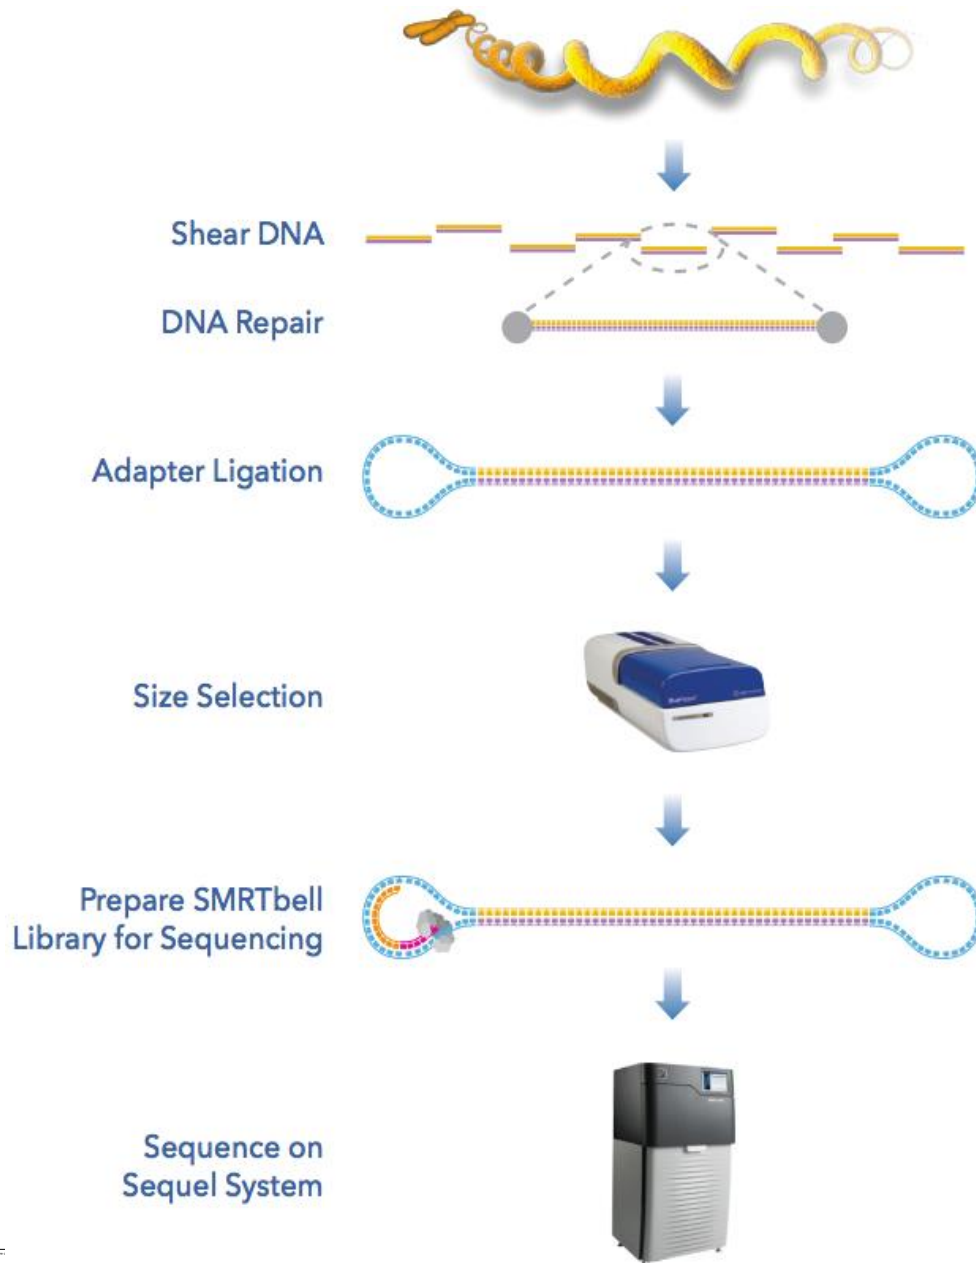 Shear DNA
DNA Repair
Adapter Ligation
Size Selection
Prepare SMRTbell
Library for Sequencing
Sequence on
Sequel System